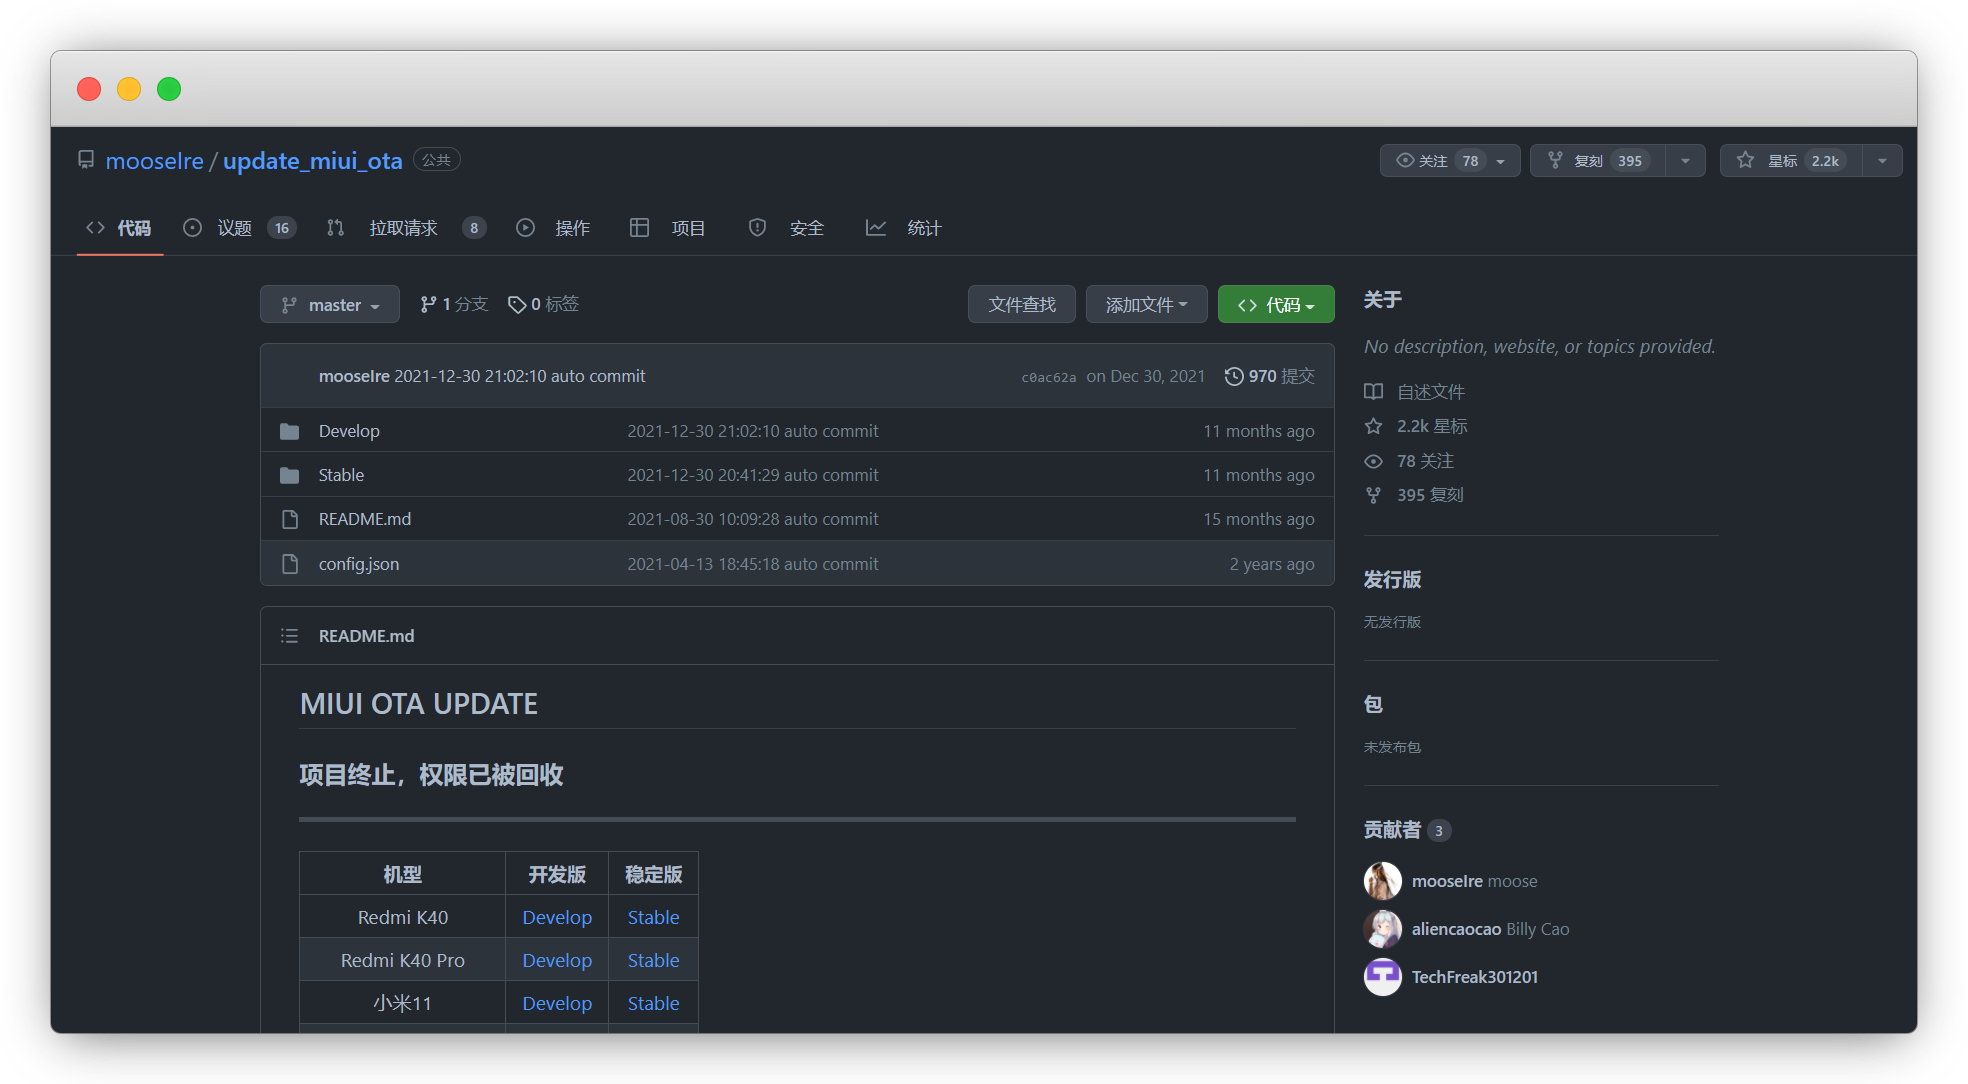 mooseIre / update_miui_ota 公共
关注 78 复刻 395 星标 2.2k
代码 议题 16 拉取请求 8 操作 项目 安全 统计
master 1 分支 0 标签 文件查找 添加文件 代码
mooseIre 2021-12-30 21:02:10 auto commit c0ac62a on Dec 30, 2021 970 提交
Develop 2021-12-30 21:02:10 auto commit 11 months ago
Stable 2021-12-30 20:41:29 auto commit 11 months ago
README.md 2021-08-30 10:09:28 auto commit 15 months ago
config.json 2021-04-13 18:45:18 auto commit 2 years ago
README.md
MIUI OTA UPDATE
项目终止，权限已被回收
机型 开发版 稳定版
Redmi K40 Develop Stable
Redmi K40 Pro Develop Stable
小米11 Develop Stable
关于
No description, website, or topics provided.
自述文件
2.2k 星标
78 关注
395 复刻
发行版
无发行版
包
未发布包
贡献者 3
mooseIre moose
aliencaocao Billy Cao
TechFreak301201